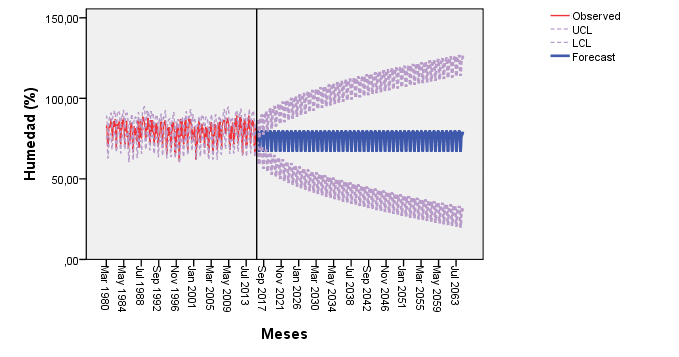 Observed
UCL
LCL
Forecast
150,00
100,00
50,00
,00
Humedad (%)
Mar 1980
May 1984
Jul 1988
Sep 1992
Nov 1996
Jan 2001
Mar 2005
May 2009
Jul 2013
Sep 2017
Nov 2021
Jan 2026
Mar 2030
May 2034
Jul 2038
Sep 2042
Nov 2046
Jan 2051
Mar 2055
May 2059
Jul 2063
Meses